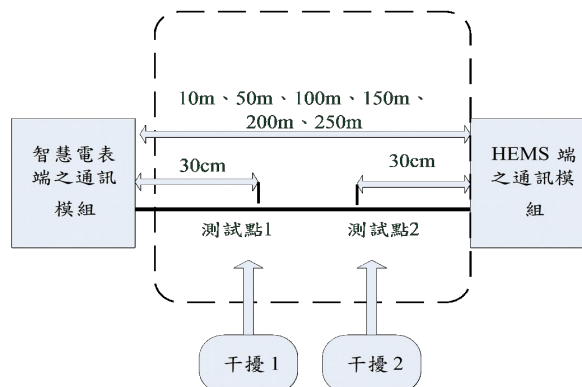 10m、50m、100m、150m、
200m、250m
智慧電表
端之通訊
模組
30cm
30cm
HEMS 端
之通訊模
組
測試點1
測試點2
干擾 1
干擾 2